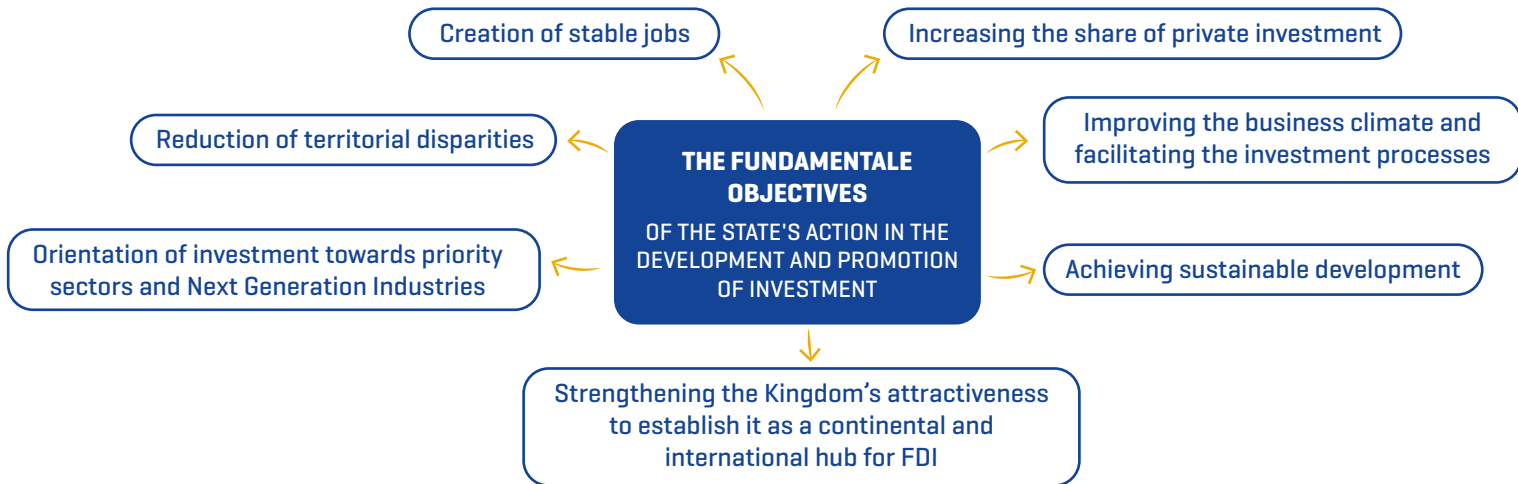 Creation of stable jobs
Increasing the share of private investment
Reduction of territorial disparities
Improving the business climate and
facilitating the investment processes
THE FUNDAMENTALE
OBJECTIVES
OF THE STATE'S ACTION IN THE
DEVELOPMENT AND PROMOTION
OF INVESTMENT
Orientation of investment towards priority
sectors and Next Generation Industries
Achieving sustainable development
Strengthening the Kingdom’s attractiveness
to establish it as a continental and
international hub for FDI